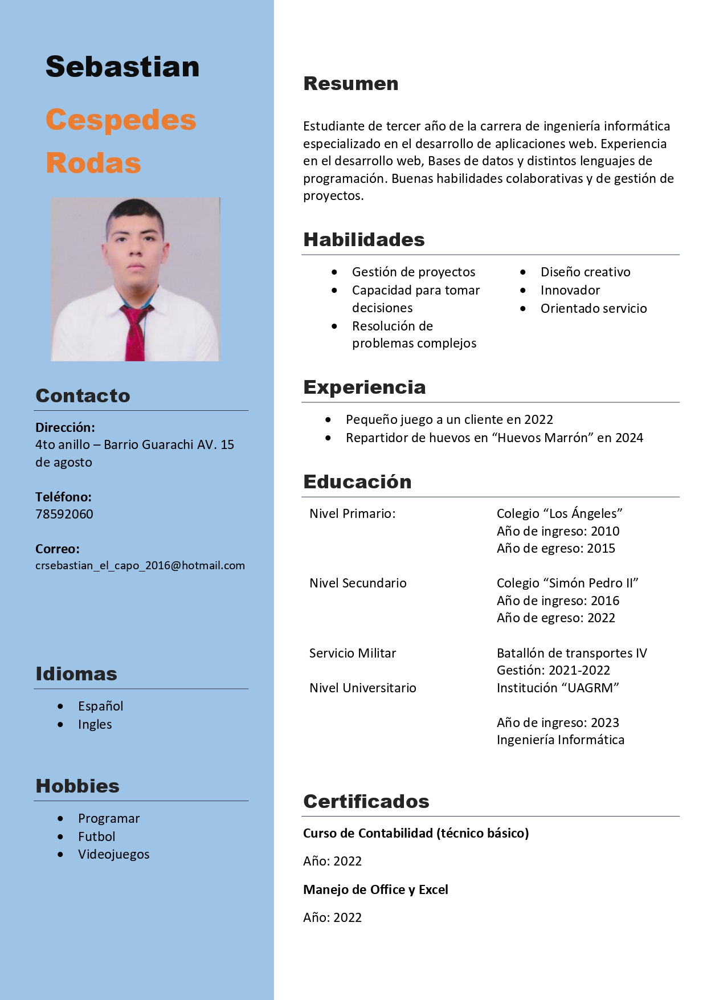 Sebastian
Cespedes
Rodas
Contacto
Dirección:
4to anillo – Barrio Guarachi AV. 15
de agosto
Teléfono:
78592060
Correo:
crsebastian_el_capo_2016@hotmail.com
Idiomas
• Español
• Ingles
Hobbies
• Programar
• Futbol
• Videojuegos
Resumen
Estudiante de tercer año de la carrera de ingeniería informática
especializado en el desarrollo de aplicaciones web. Experiencia
en el desarrollo web, Bases de datos y distintos lenguajes de
programación. Buenas habilidades colaborativas y de gestión de
proyectos.
Habilidades
• Gestión de proyectos
• Capacidad para tomar
decisiones
• Resolución de
problemas complejos
• Diseño creativo
• Innovador
• Orientado servicio
Experiencia
• Pequeño juego a un cliente en 2022
• Repartidor de huevos en “Huevos Marrón” en 2024
Educación
Nivel Primario: Colegio “Los Ángeles”
Año de ingreso: 2010
Año de egreso: 2015
Nivel Secundario Colegio “Simón Pedro II”
Año de ingreso: 2016
Año de egreso: 2022
Servicio Militar Batallón de transportes IV
Gestión: 2021-2022
Nivel Universitario Institución “UAGRM”
Año de ingreso: 2023
Ingeniería Informática
Certificados
Curso de Contabilidad (técnico básico)
Año: 2022
Manejo de Office y Excel
Año: 2022